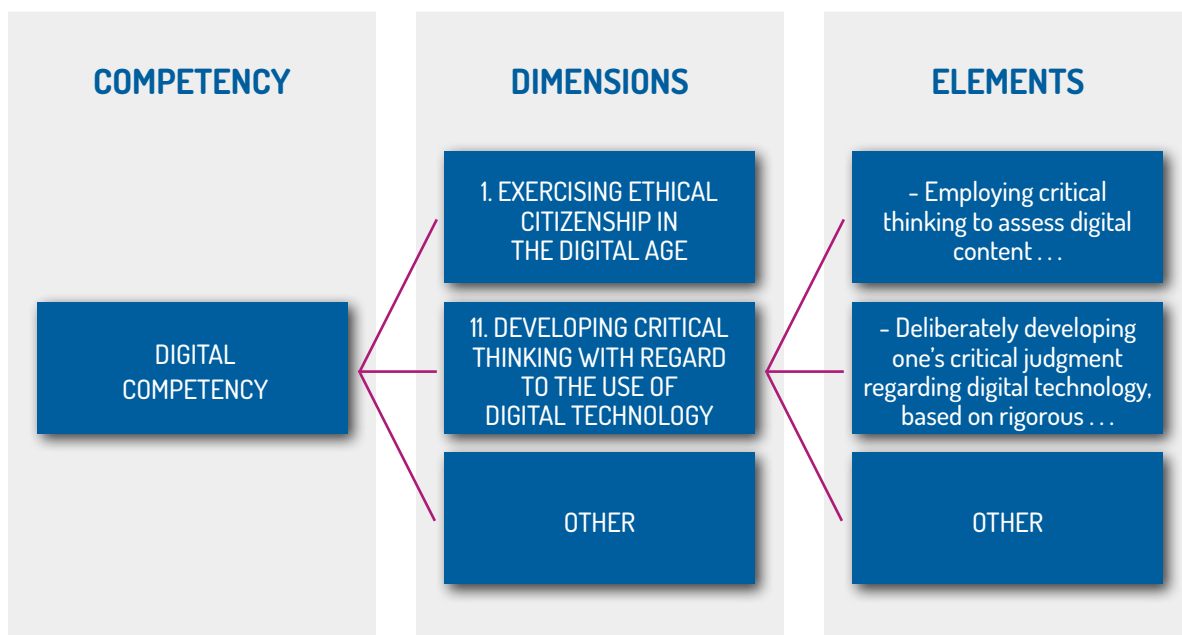 COMPETENCY
DIGITAL
COMPETENCY
DIMENSIONS
1. EXERCISING ETHICAL
CITIZENSHIP IN
THE DIGITAL AGE
11. DEVELOPING CRITICAL
THINKING WITH REGARD
TO THE USE OF
DIGITAL TECHNOLOGY
OTHER
ELEMENTS
- Employing critical
thinking to assess digital
content . . .
- Deliberately developing
one's critical judgment
regarding digital technology,
based on rigorous . . .
OTHER